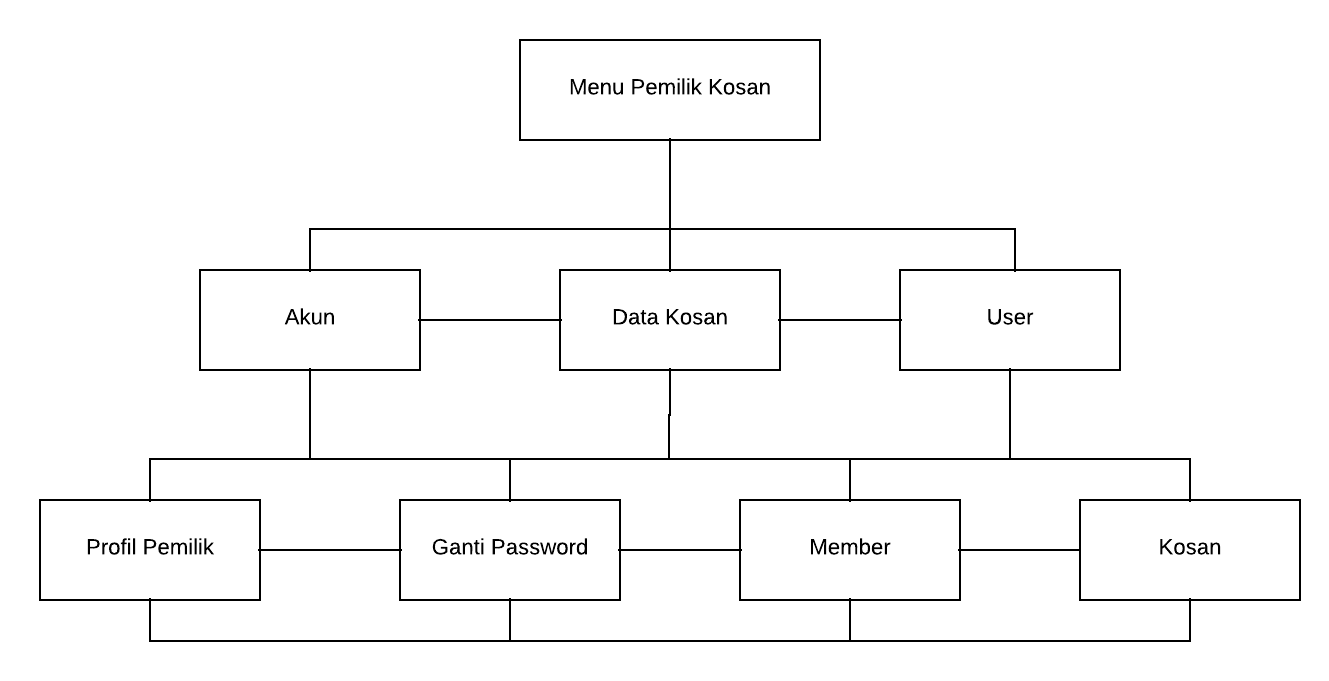 Menu Pemilik Kosan
Akun
Data Kosan
User
Profil Pemilik
Ganti Password
Member
Kosan